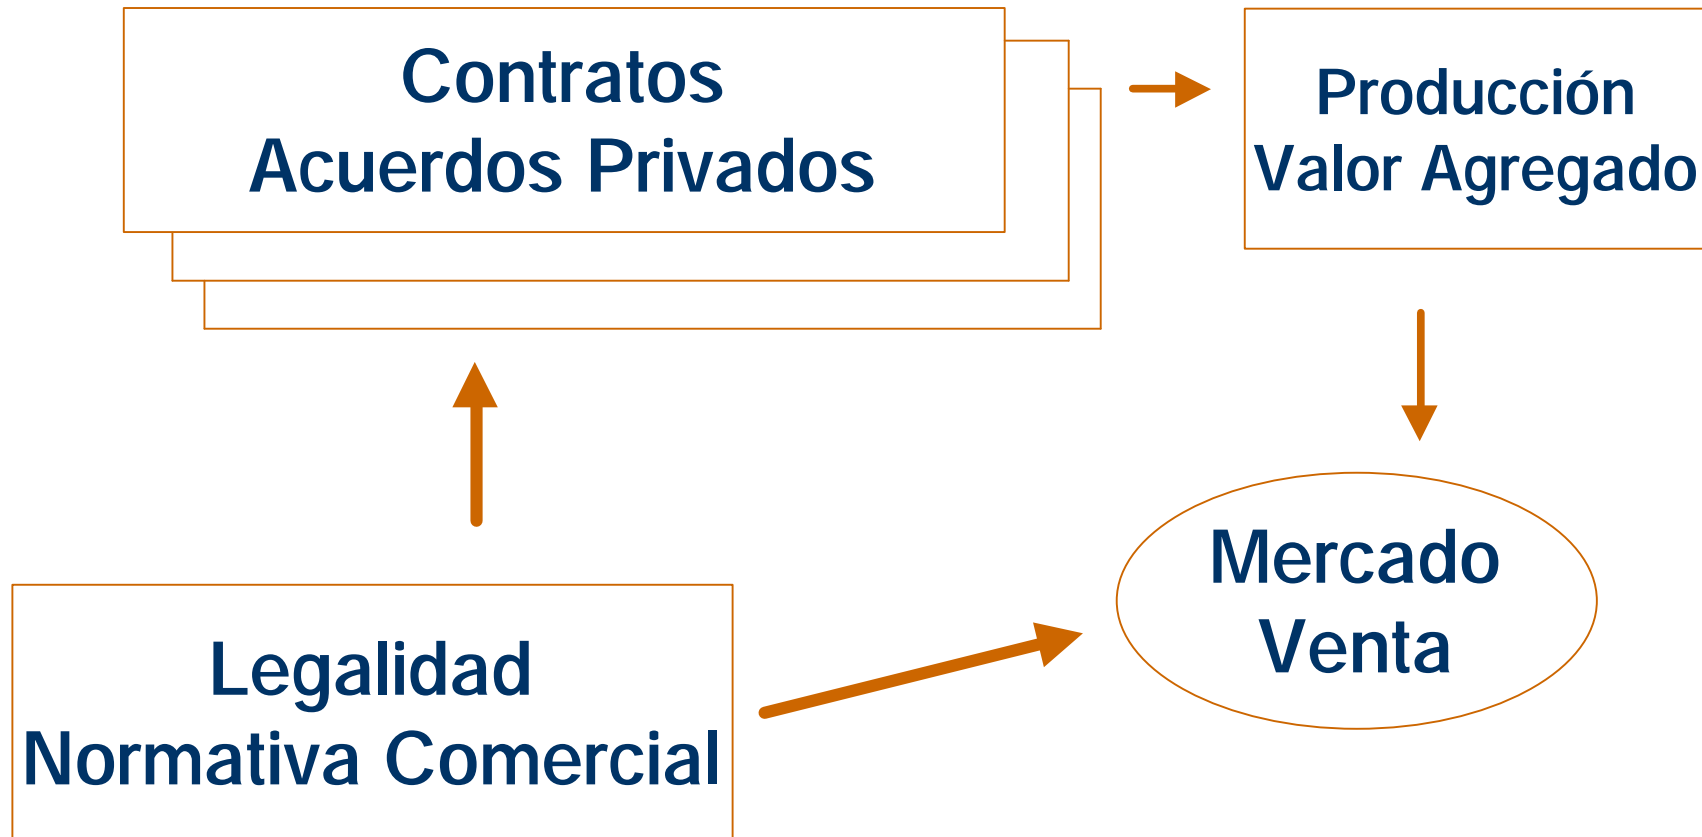 Contratos
Acuerdos Privados
Producción
Valor Agregado
Mercado
Venta
Legalidad
Normativa Comercial